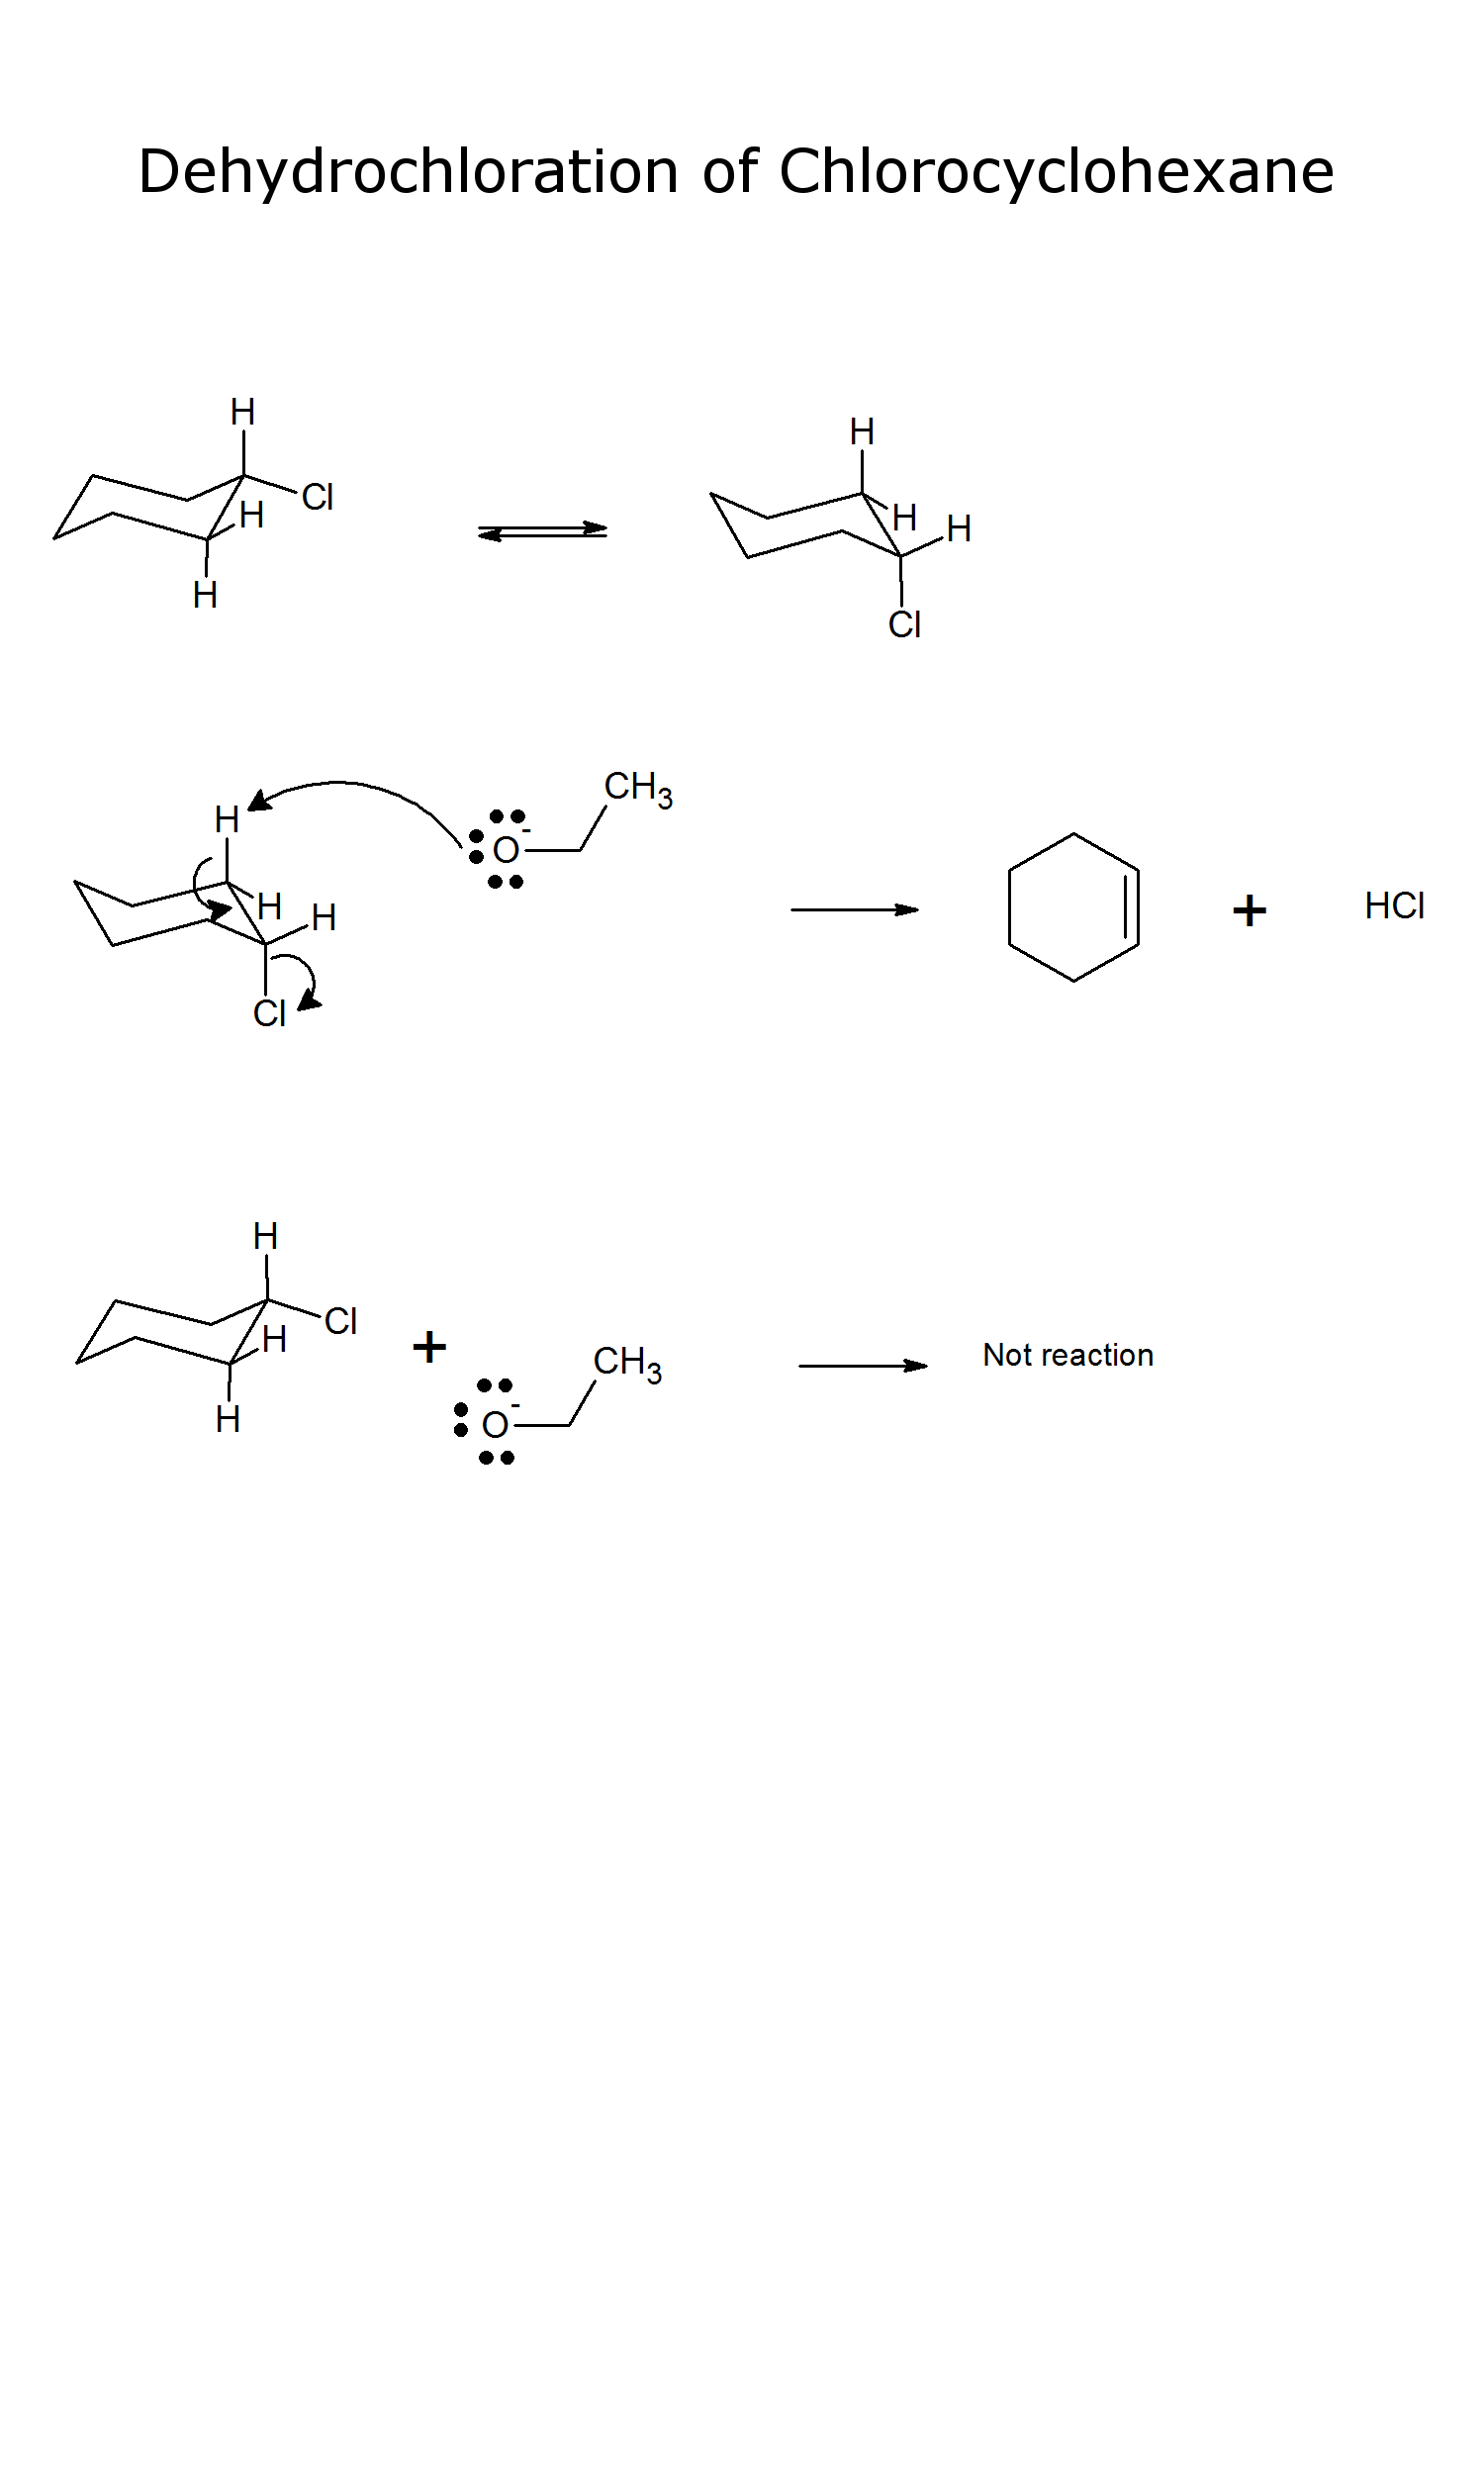 Dehydrochloration of Chlorocyclohexane
H
Cl
H
H
H
H
H
Cl
CH3
H
O-
H
H
Cl
+
HCl
H
Cl
H
H
+
CH3
O-
Not reaction